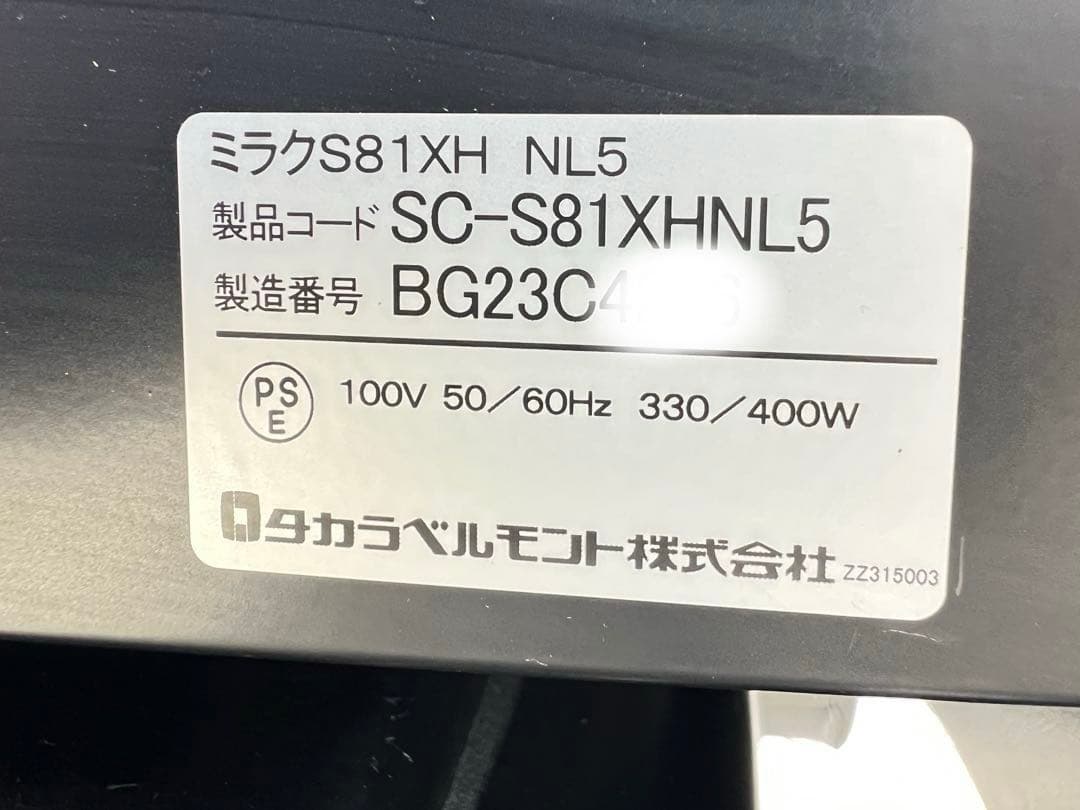 ミラクS81XH NL5
製品コード SC-S81XHNL5
製造番号 BG23C4
PS
E
100V 50/60Hz 330/400W
タカラベルモント株式会社 ZZ315003